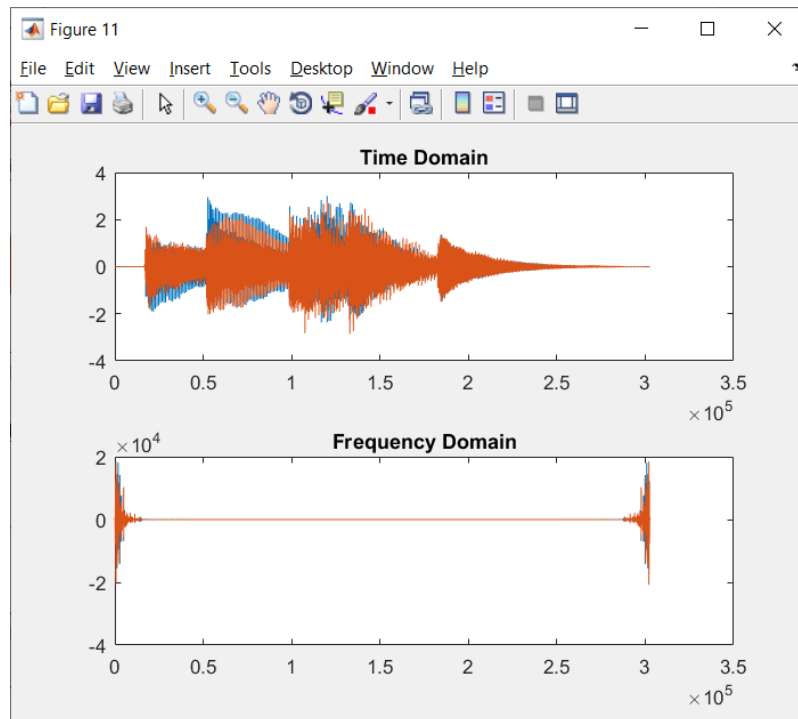 Figure 11
File Edit View Insert Tools Desktop Window Help
Time Domain
4
2
0
-2
-4
0 0.5 1 1.5 2 2.5 3 3.5
×10^5
Frequency Domain
×10^4
2
0
-2
-4
0 0.5 1 1.5 2 2.5 3 3.5
×10^5